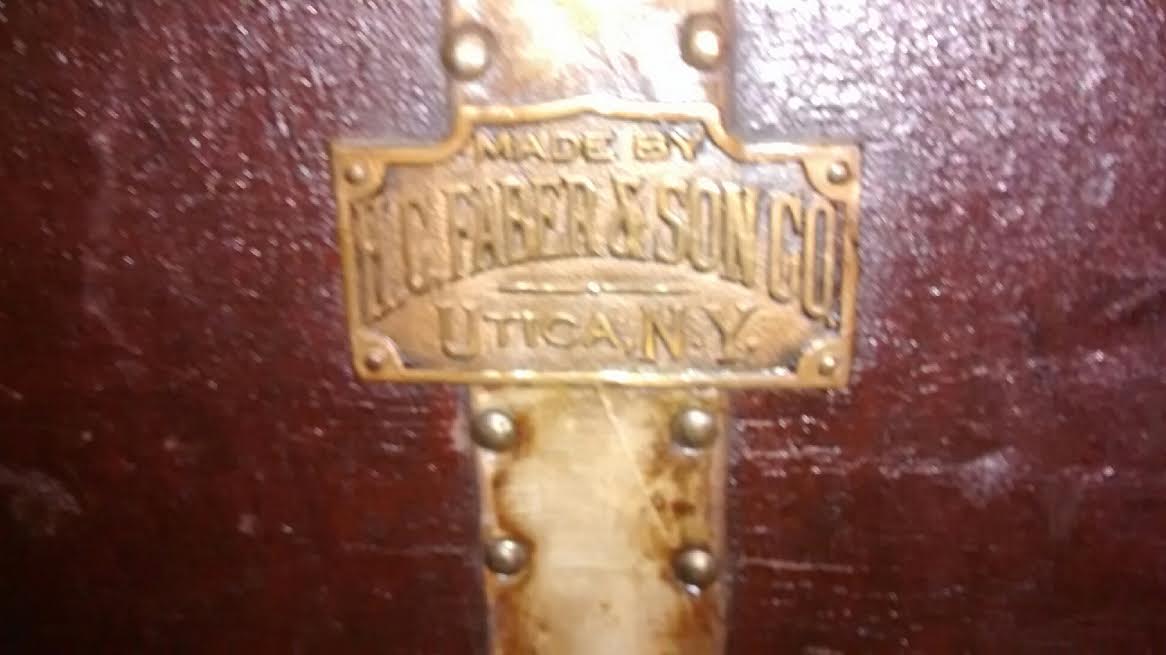 MADE BY
H.C. FABER & SON CO.
UTICA, N.Y.